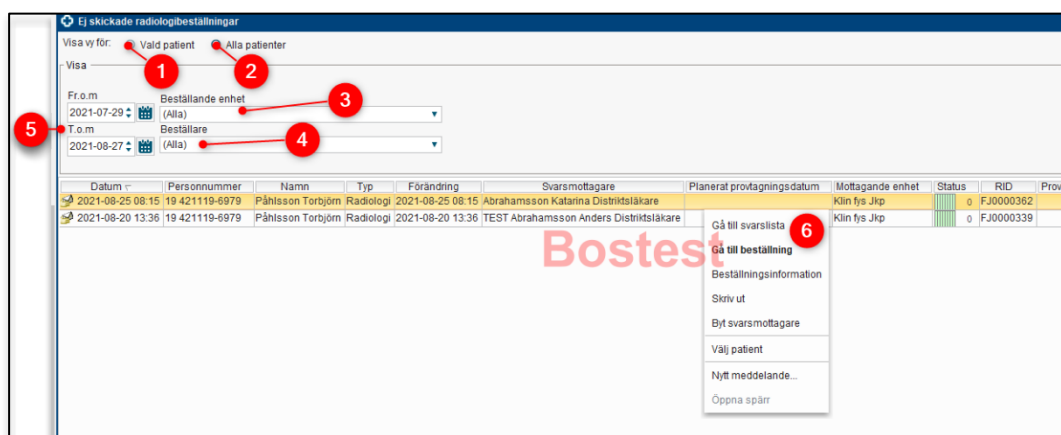 Ej skickade radiologibeställningar
Visa vy för: Vald patient Alla patienter
1 2
Visa
Fr.o.m Beställande enhet
3
2021-07-29 (Alla)
5 T.o.m Beställare
4
2021-08-27 (Alla)
Datum Personnummer Namn Typ Förändring Svarsmottagare Planerat provtagningsdatum Mottagande enhet Status RID Prov
2021-08-25 08:15 19 421119-6979 Påhlsson Torbjörn Radiologi 2021-08-25 08:15 Abrahamsson Katarina Distriktsläkare Klin fys Jkp 0 FJ0000362
2021-08-20 13:36 19 421119-6979 Påhlsson Torbjörn Radiologi 2021-08-20 13:36 TEST Abrahamsson Anders Distriktsläkare Klin fys Jkp 0 FJ0000339
Bostest
Gå till svarslista 6
Gå till beställning
Beställningsinformation
Skriv ut
Byt svarsmottagare
Välj patient
Nytt meddelande...
Öppna spärr